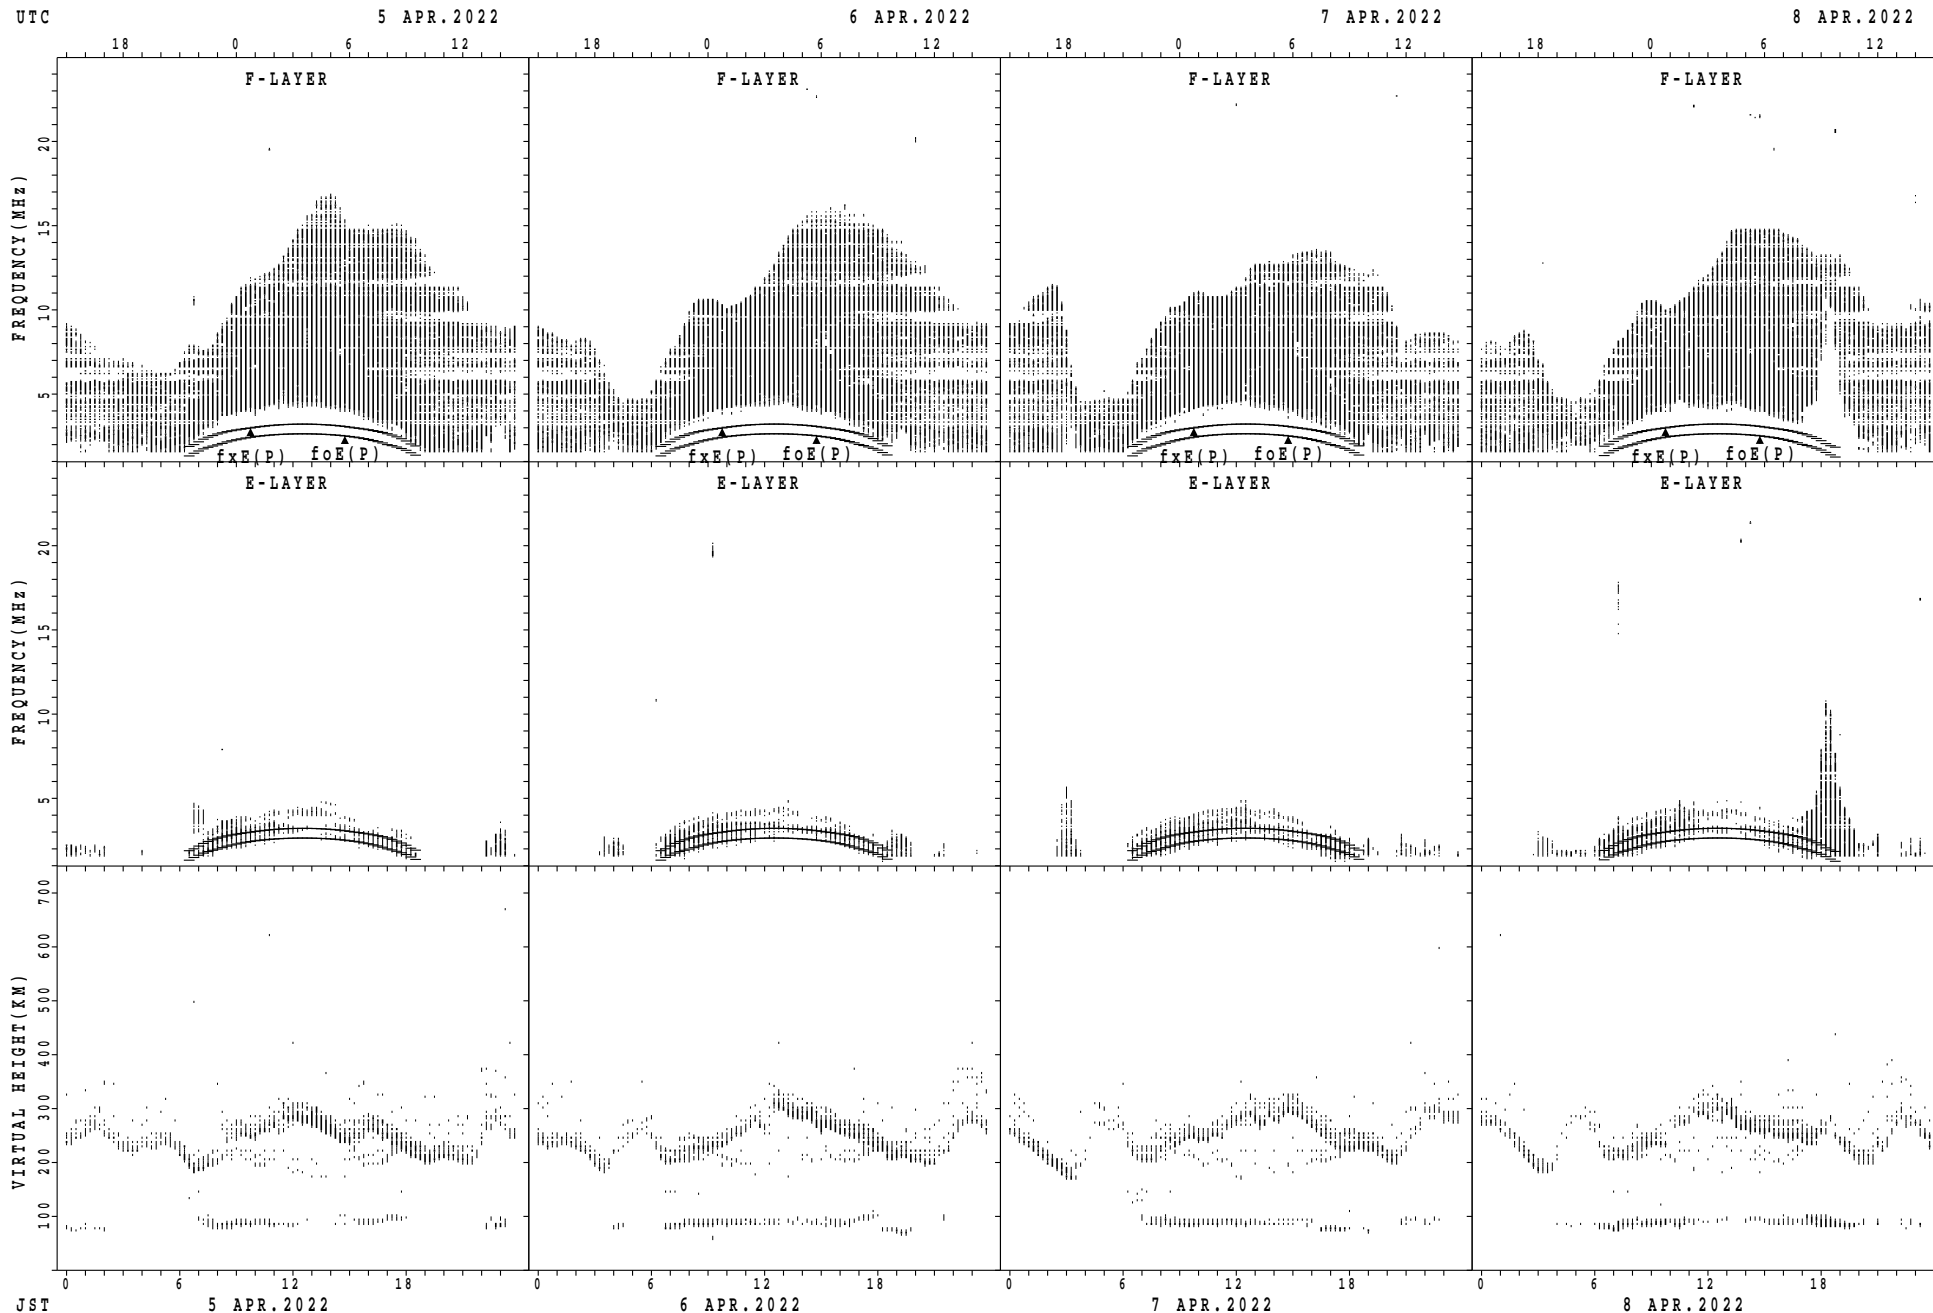 UTC 5 APR.2022 6 APR.2022 7 APR.2022 8 APR.2022
18 0 6 12 18 0 6 12 18 0 6 12 18 0 6 12
F-LAYER F-LAYER F-LAYER F-LAYER
FREQUENCY(MHz)
20
15
10
5
fxE(P) foE(P) fxE(P) foE(P) fxE(P) foE(P) fxE(P) foE(P)
E-LAYER E-LAYER E-LAYER E-LAYER
FREQUENCY(MHz)
20
15
10
5
VIRTUAL HEIGHT(KM)
700
600
500
400
300
200
100
0 6 12 18 0 6 12 18 0 6 12 18 0 6 12 18
JST 5 APR.2022 6 APR.2022 7 APR.2022 8 APR.2022